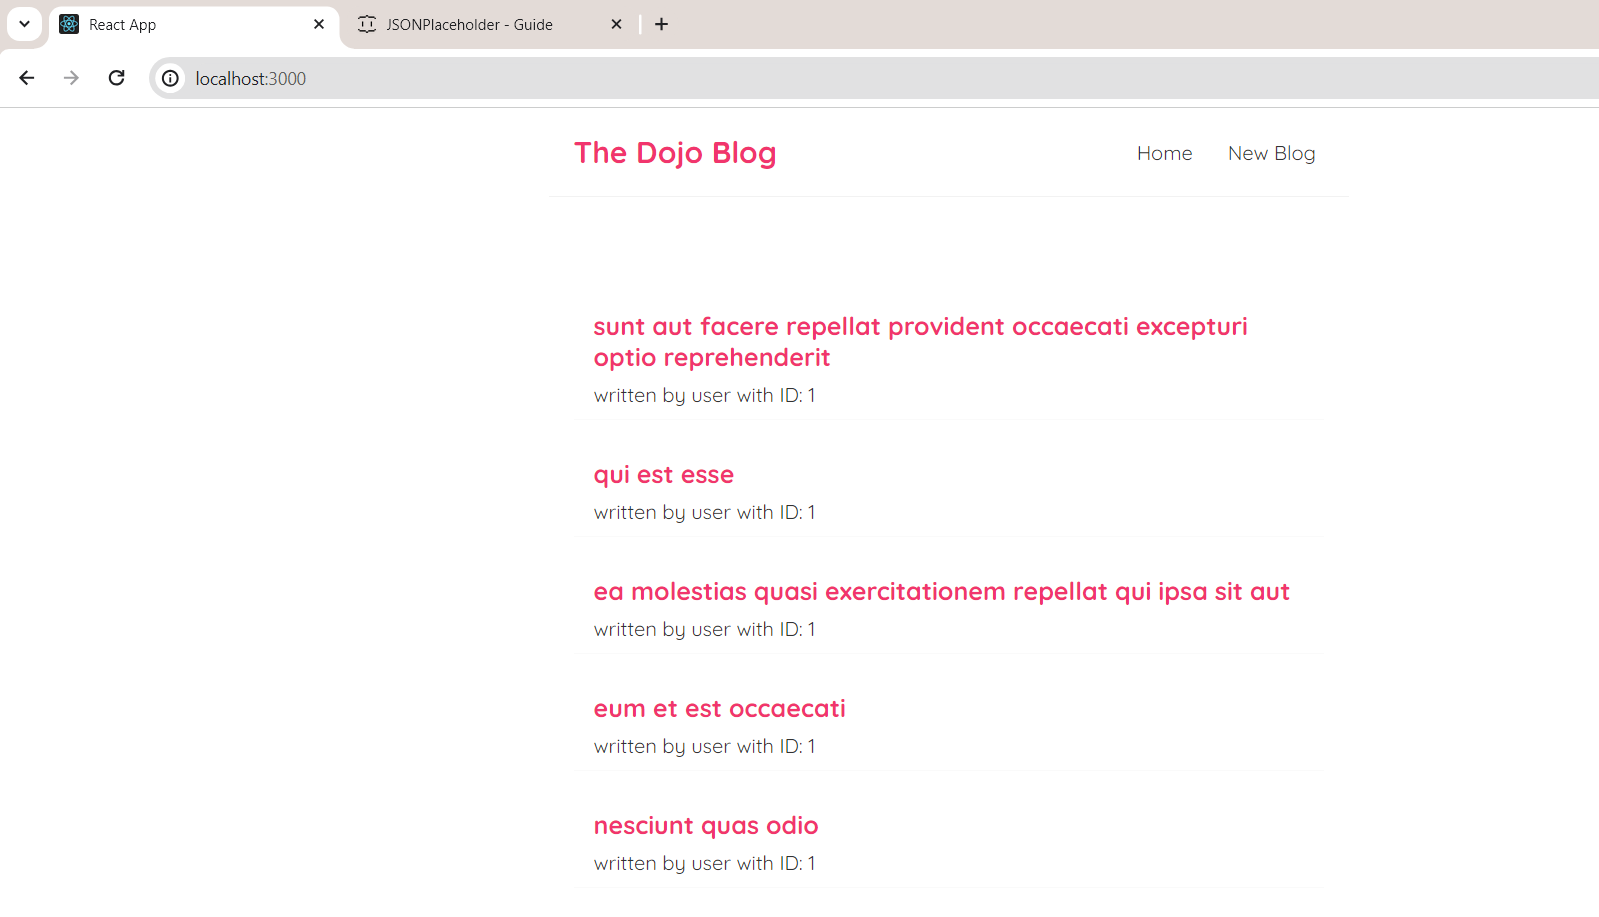 React App
JSONPlaceholder - Guide
localhost:3000
The Dojo Blog
Home
New Blog
sunt aut facere repellat provident occaecati excepturi
optio reprehenderit
written by user with ID: 1
qui est esse
written by user with ID: 1
ea molestias quasi exercitationem repellat qui ipsa sit aut
written by user with ID: 1
eum et est occaecati
written by user with ID: 1
nesciunt quas odio
written by user with ID: 1